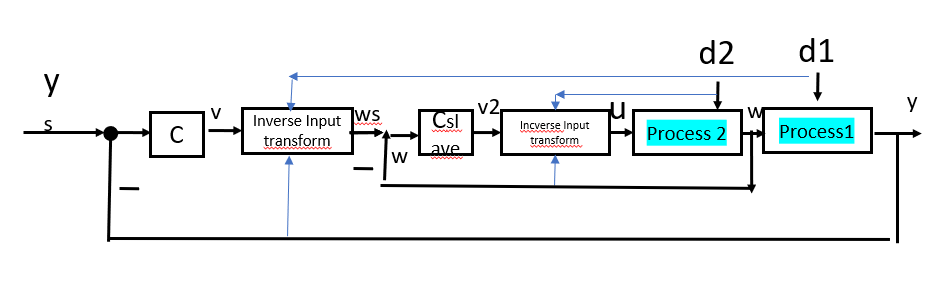 d2
d1
y
s
C
v
Inverse Input
transform
ws
w
Csl
ave
v2
Incverse Input
transform
u
Process 2
w
Process1
y